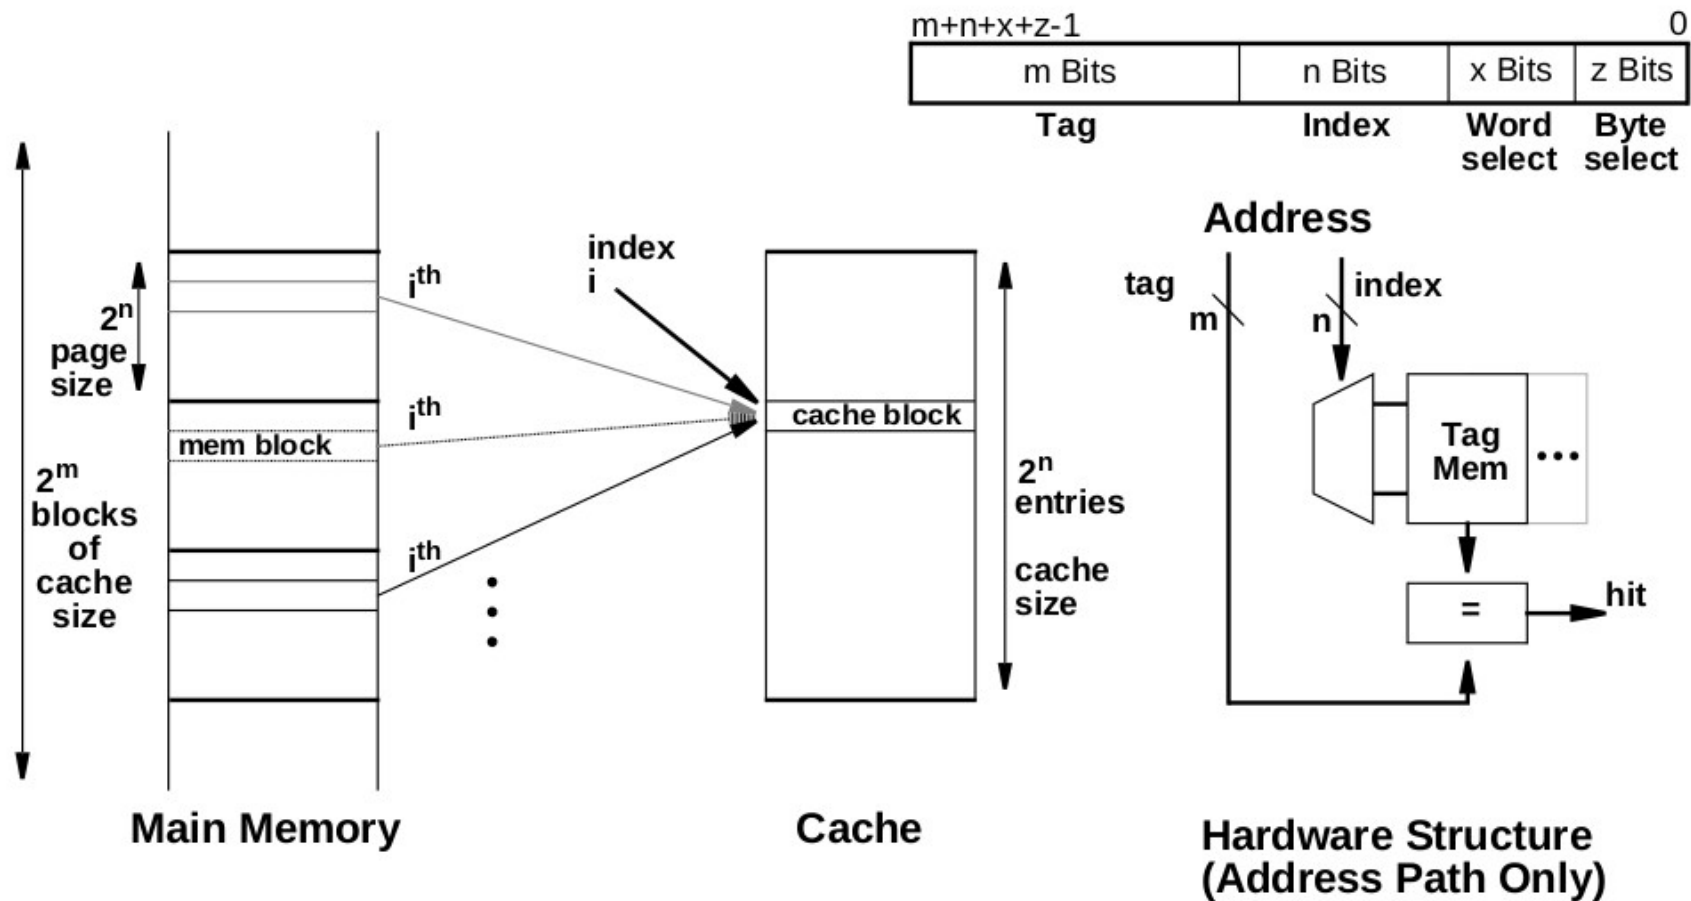 m+n+x+z-1 0
m Bits n Bits x Bits z Bits
Tag Index Word select Byte select
2ⁿ
page
size
2ᵐ
blocks
of
cache
size
iᵗʰ
iᵗʰ
mem block
iᵗʰ
Main Memory
index
i
cache block
2ⁿ
entries
cache
size
Cache
Address
tag
m
index
n
Tag
Mem
•••
=
hit
Hardware Structure
(Address Path Only)